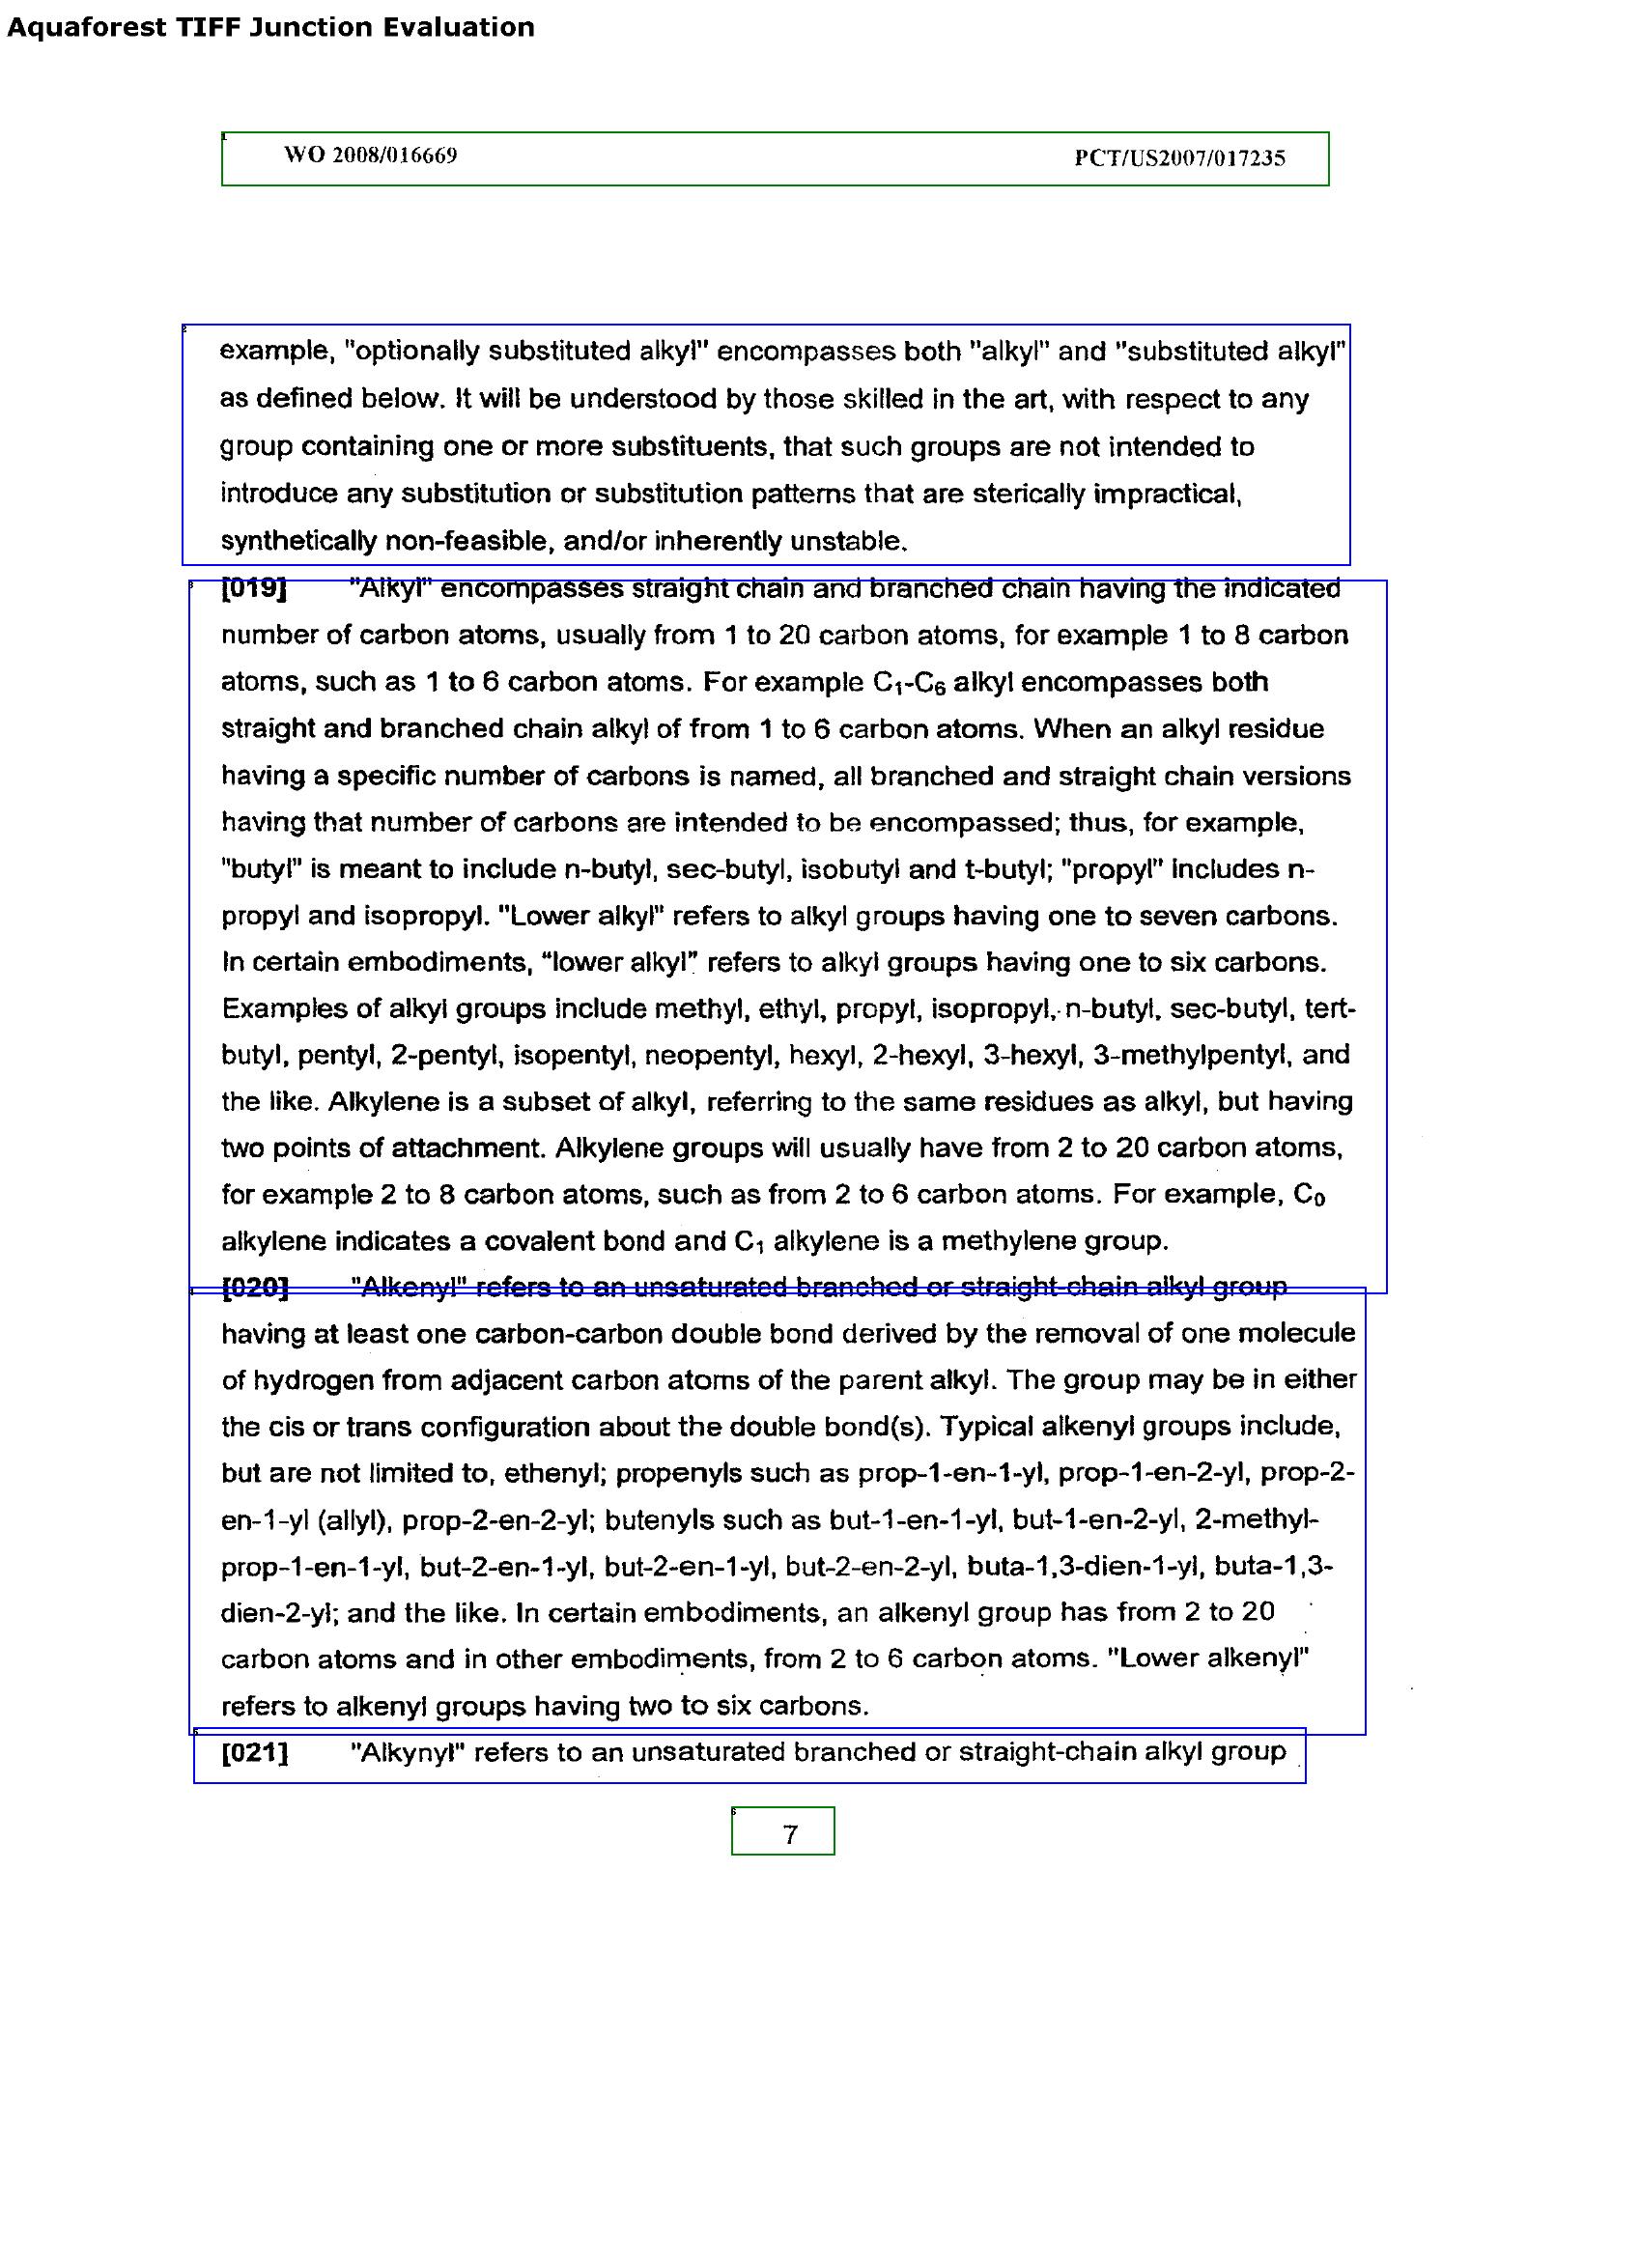 Aquaforest TIFF Junction Evaluation
WO 2008/016669 PCT/US2007/017235
example, "optionally substituted alkyl" encompasses both "alkyl" and "substituted alkyl"
as defined below. It will be understood by those skilled in the art, with respect to any
group containing one or more substituents, that such groups are not intended to
introduce any substitution or substitution patterns that are sterically impractical,
synthetically non-feasible, and/or inherently unstable.
[019] "Alkyl" encompasses straight chain and branched chain having the indicated
number of carbon atoms, usually from 1 to 20 carbon atoms, for example 1 to 8 carbon
atoms, such as 1 to 6 carbon atoms. For example C₁-C₆ alkyl encompasses both
straight and branched chain alkyl of from 1 to 6 carbon atoms. When an alkyl residue
having a specific number of carbons is named, all branched and straight chain versions
having that number of carbons are intended to be encompassed; thus, for example,
"butyl" is meant to include n-butyl, sec-butyl, isobutyl and t-butyl; "propyl" includes n-
propyl and isopropyl. "Lower alkyl" refers to alkyl groups having one to seven carbons.
In certain embodiments, “lower alkyl” refers to alkyl groups having one to six carbons.
Examples of alkyl groups include methyl, ethyl, propyl, isopropyl, n-butyl, sec-butyl, tert-
butyl, pentyl, 2-pentyl, isopentyl, neopentyl, hexyl, 2-hexyl, 3-hexyl, 3-methylpentyl, and
the like. Alkylene is a subset of alkyl, referring to the same residues as alkyl, but having
two points of attachment. Alkylene groups will usually have from 2 to 20 carbon atoms,
for example 2 to 8 carbon atoms, such as from 2 to 6 carbon atoms. For example, C₀
alkylene indicates a covalent bond and C₁ alkylene is a methylene group.
[020] "Alkenyl" refers to an unsaturated branched or straight-chain alkyl group
having at least one carbon-carbon double bond derived by the removal of one molecule
of hydrogen from adjacent carbon atoms of the parent alkyl. The group may be in either
the cis or trans configuration about the double bond(s). Typical alkenyl groups include,
but are not limited to, ethenyl; propenyls such as prop-1-en-1-yl, prop-1-en-2-yl, prop-2-
en-1-yl (allyl), prop-2-en-2-yl; butenyls such as but-1-en-1-yl, but-1-en-2-yl, 2-methyl-
prop-1-en-1-yl, but-2-en-1-yl, but-2-en-1-yl, but-2-en-2-yl, buta-1,3-dien-1-yl, buta-1,3-
dien-2-yl; and the like. In certain embodiments, an alkenyl group has from 2 to 20
carbon atoms and in other embodiments, from 2 to 6 carbon atoms. "Lower alkenyl"
refers to alkenyl groups having two to six carbons.
[021] "Alkynyl" refers to an unsaturated branched or straight-chain alkyl group
7